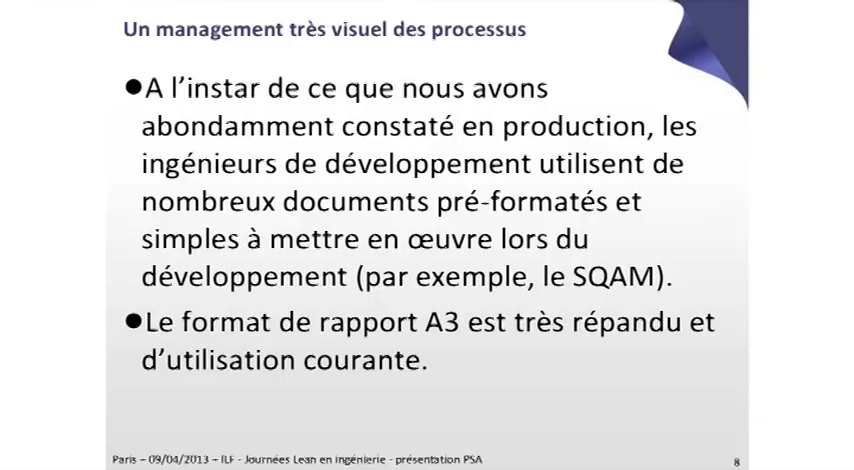 Un management très visuel des processus
●A l’instar de ce que nous avons
abondamment constaté en production, les
ingénieurs de développement utilisent de
nombreux documents pré-formatés et
simples à mettre en œuvre lors du
développement (par exemple, le SQAM).
●Le format de rapport A3 est très répandu et
d’utilisation courante.
Paris – 09/04/2013 – ILF - Journées Lean en ingénierie - présentation PSA
8